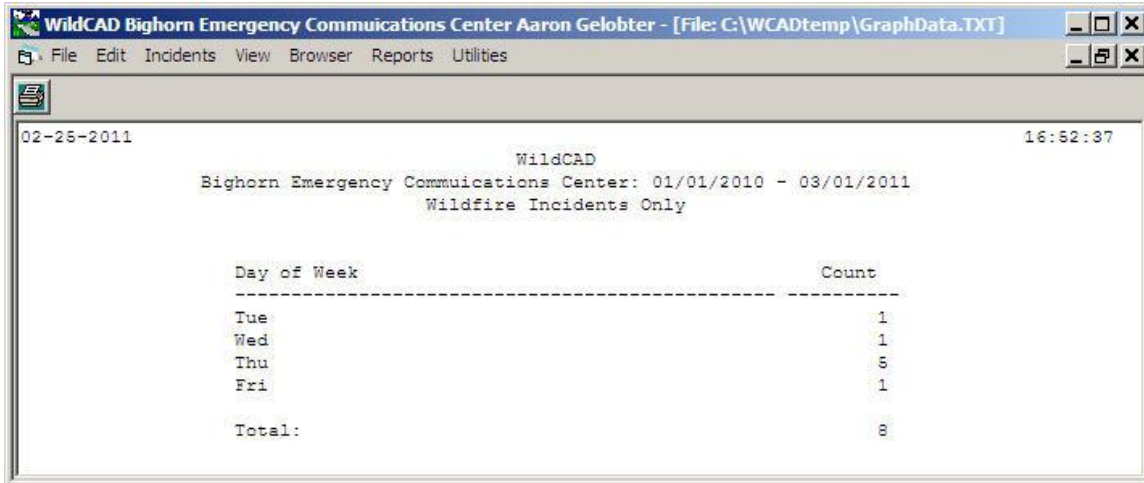 WildCAD Bighorn Emergency Commuications Center Aaron Gelobter - [File: C:\WCADtemp\GraphData.TXT]
File Edit Incidents View Browser Reports Utilities
02-25-2011 16:52:37
WildCAD
Bighorn Emergency Commuications Center: 01/01/2010 - 03/01/2011
Wildfire Incidents Only
Day of Week Count
------------------------------------------------ ----------
Tue 1
Wed 1
Thu 5
Fri 1
Total: 8